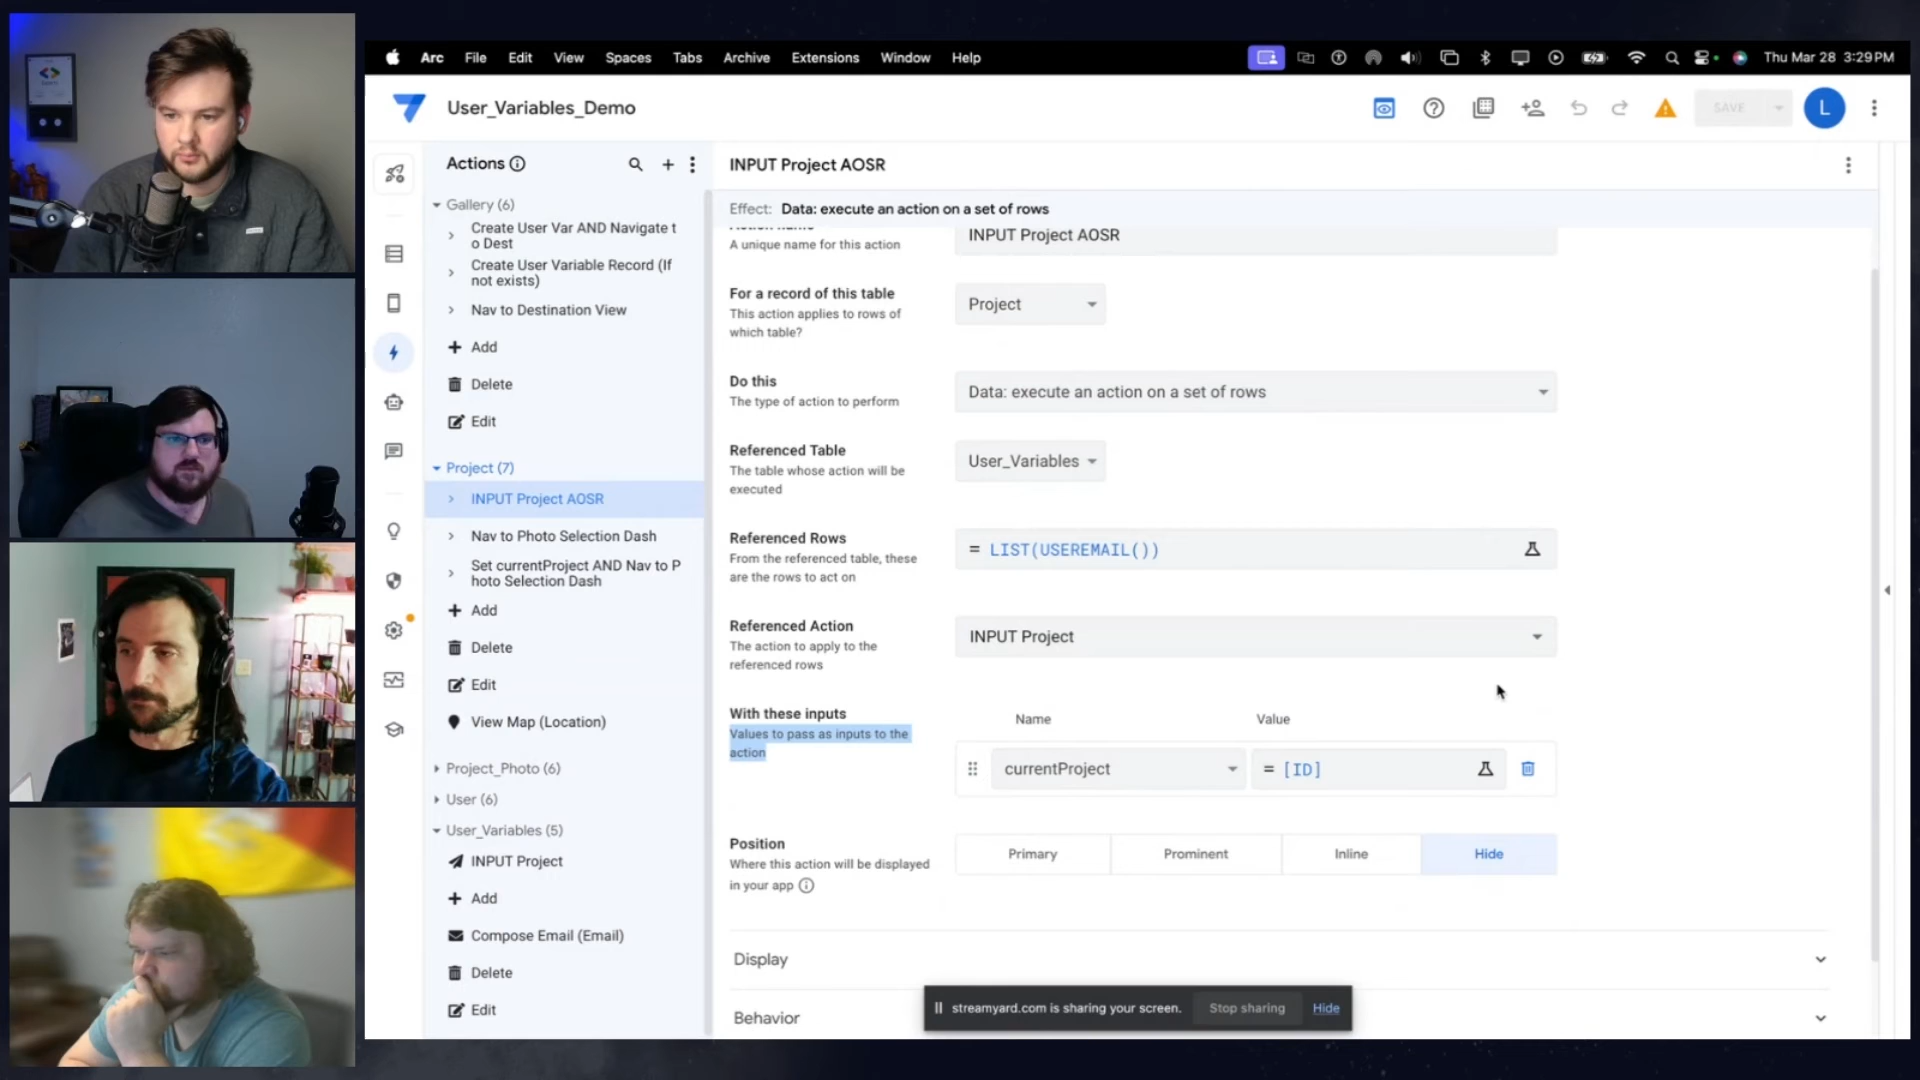 Arc File Edit View Spaces Tabs Archive Extensions Window Help Thu Mar 28 3:29 PM
User_Variables_Demo
SAVE
L
Actions
INPUT Project AOSR
Gallery (6)
Effect: Data: execute an action on a set of rows
Create User Var AND Navigate t
o Dest
Create User Variable Record (If
not exists)
Nav to Destination View
Add
Delete
Edit
Project (7)
INPUT Project AOSR
Nav to Photo Selection Dash
Set currentProject AND Nav to P
hoto Selection Dash
Add
Delete
Edit
View Map (Location)
Project_Photo (6)
User (6)
User_Variables (5)
INPUT Project
Add
Compose Email (Email)
Delete
Edit
A unique name for this action
INPUT Project AOSR
For a record of this table
This action applies to rows of
which table?
Project
Do this
The type of action to perform
Data: execute an action on a set of rows
Referenced Table
The table whose action will be
executed
User_Variables
Referenced Rows
From the referenced table, these
are the rows to act on
= LIST(USEREMAIL())
Referenced Action
The action to apply to the
referenced rows
INPUT Project
With these inputs
Values to pass as inputs to the
action
Name Value
currentProject = [ID]
Position
Where this action will be displayed
in your app
Primary Prominent Inline Hide
Display
Behavior
streamyard.com is sharing your screen. Stop sharing Hide